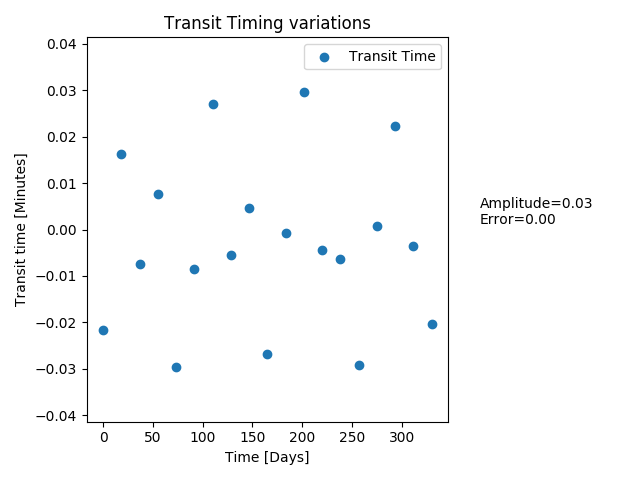 Transit Timing variations
Transit Time
0.04
0.03
0.02
0.01
0.00
−0.01
−0.02
−0.03
−0.04
Transit time [Minutes]
Amplitude=0.03
Error=0.00
0 50 100 150 200 250 300
Time [Days]